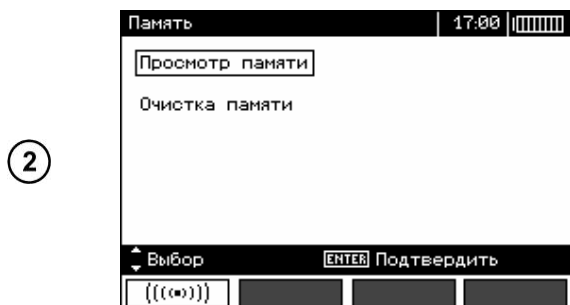 Память 17:00
Просмотр памяти
Очистка памяти
2
Выбор ENTER Подтвердить